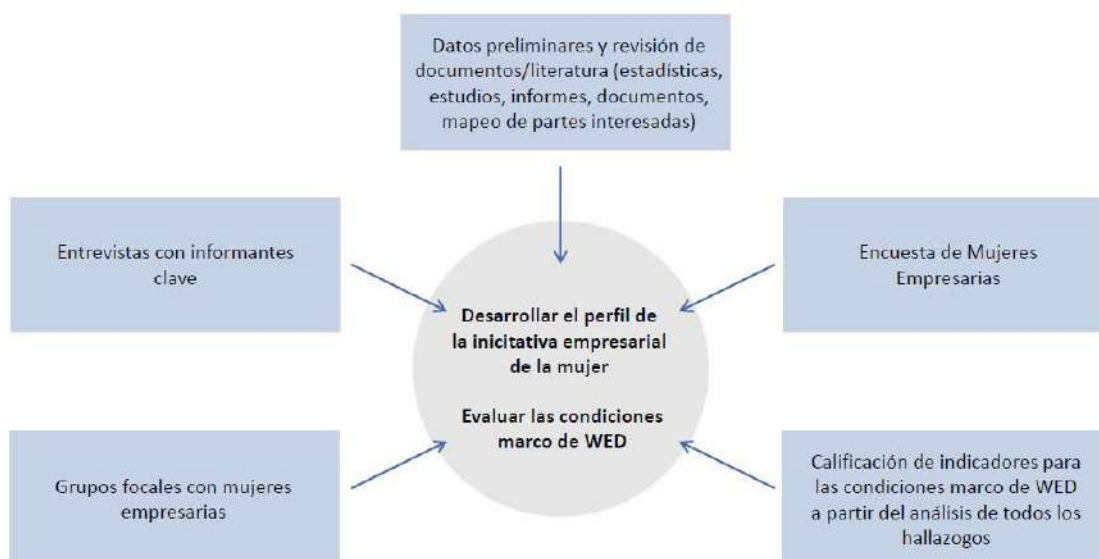 Datos preliminares y revisión de
documentos/literatura (estadísticas,
estudios, informes, documentos,
mapeo de partes interesadas)
Entrevistas con informantes
clave
Encuesta de Mujeres
Empresarias
Desarrollar el perfil de
la inicitativa empresarial
de la mujer
Evaluar las condiciones
marco de WED
Grupos focales con mujeres
empresarias
Calificación de indicadores para
las condiciones marco de WED
a partir del análisis de todos los
hallazogos